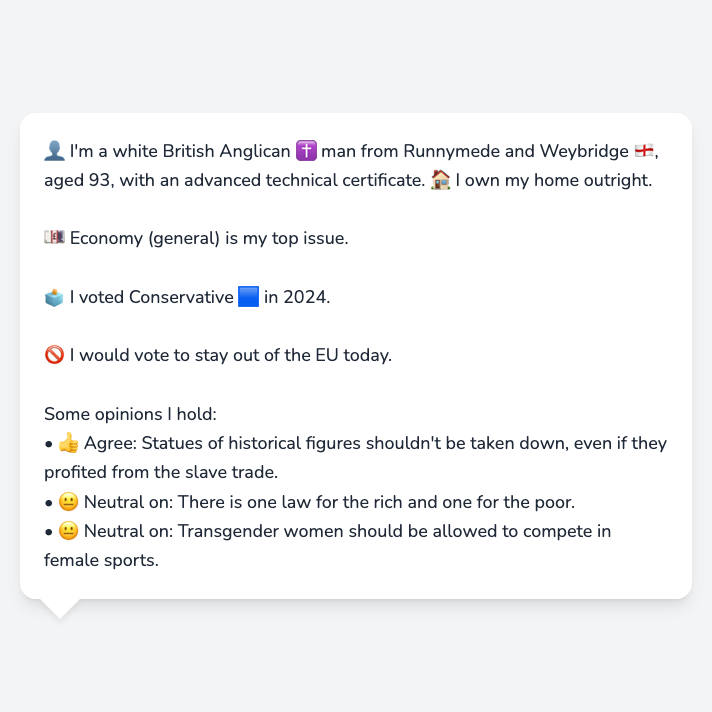 👤 I'm a white British Anglican ✝️ man from Runnymede and Weybridge 🏴󠁧󠁢󠁥󠁮󠁧󠁿,
aged 93, with an advanced technical certificate. 🏠 I own my home outright.
💷 Economy (general) is my top issue.
🗳️ I voted Conservative 🟦 in 2024.
🚫 I would vote to stay out of the EU today.
Some opinions I hold:
• 👍 Agree: Statues of historical figures shouldn't be taken down, even if they
profited from the slave trade.
• 😐 Neutral on: There is one law for the rich and one for the poor.
• 😐 Neutral on: Transgender women should be allowed to compete in
female sports.